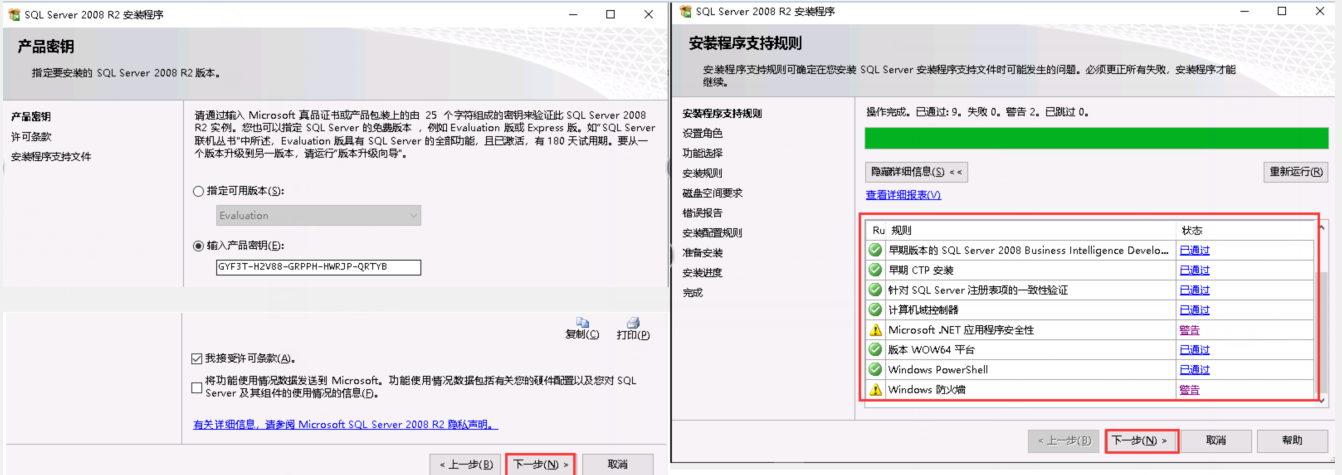 SQL Server 2008 R2 安装程序
产品密钥
指定要安装的 SQL Server 2008 R2 版本。
产品密钥
许可条款
安装程序支持文件
请通过输入 Microsoft 真品证书或产品包装上的由 25 个字符组成的密钥来验证此 SQL Server 2008
R2 实例。您也可以指定 SQL Server 的免费版本，例如 Evaluation 版或 Express 版。如“SQL Server
联机丛书”中所述，Evaluation 版具有 SQL Server 的全部功能，且已激活，有 180 天试用期。要从一
个版本升级到另一版本，请运行“版本升级向导”。
指定可用版本(S):
Evaluation
输入产品密钥(E):
GYF3T-H2V88-GRPPH-HWRJP-QRTYB
复制(C)
打印(P)
我接受许可条款(A)。
将功能使用情况数据发送到 Microsoft。功能使用情况数据包括有关您的硬件配置以及您对 SQL
Server 及其组件的使用情况的信息(F)。
有关详细信息，请参阅 Microsoft SQL Server 2008 R2 隐私声明。
< 上一步(B)
下一步(N) >
取消
SQL Server 2008 R2 安装程序
安装程序支持规则
安装程序支持规则可确定在您安装 SQL Server 安装程序支持文件时可能发生的问题。必须更正所有失败，安装程序才能
继续。
安装程序支持规则
设置角色
功能选择
安装规则
磁盘空间要求
错误报告
安装配置规则
准备安装
安装进度
完成
操作完成。已通过: 9。失败 0。警告 2。已跳过 0。
隐藏详细信息(S) <<
重新运行(R)
查看详细报表(V)
Ru 规则 状态
早期版本的 SQL Server 2008 Business Intelligence Develo... 已通过
早期 CTP 安装 已通过
针对 SQL Server 注册表项的一致性验证 已通过
计算机域控制器 已通过
Microsoft .NET 应用程序安全性 警告
版本 WOW64 平台 已通过
Windows PowerShell 已通过
Windows 防火墙 警告
< 上一步(B)
下一步(N) >
取消
帮助